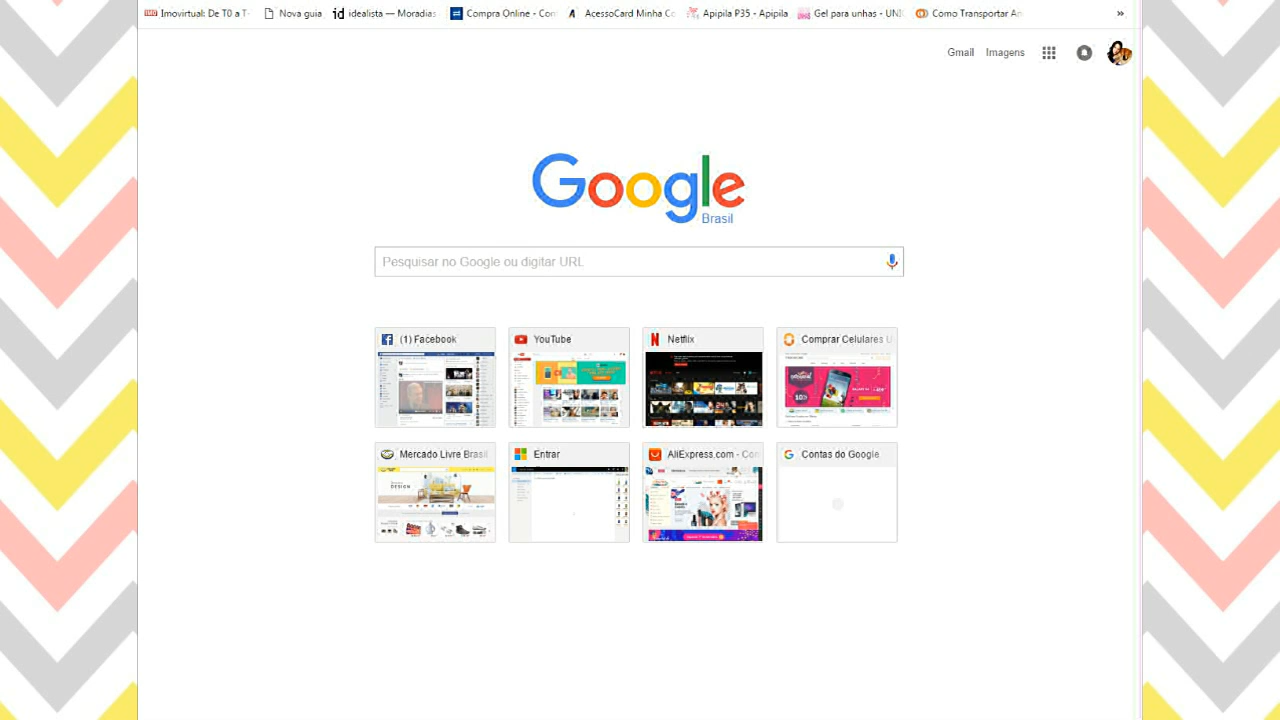 Imovirtual: De T0 a T Nova guia idealista — Moradias Compra Online - Con AcessoCard Minha Co Apipila P35 - Apipila Gel para unhas - UNI Como Transportar An »
Gmail Imagens
Google
Brasil
Pesquisar no Google ou digitar URL
(1) Facebook YouTube Netflix Comprar Celulares U
Mercado Livre Brasil Entrar AliExpress.com - Com Contas do Google